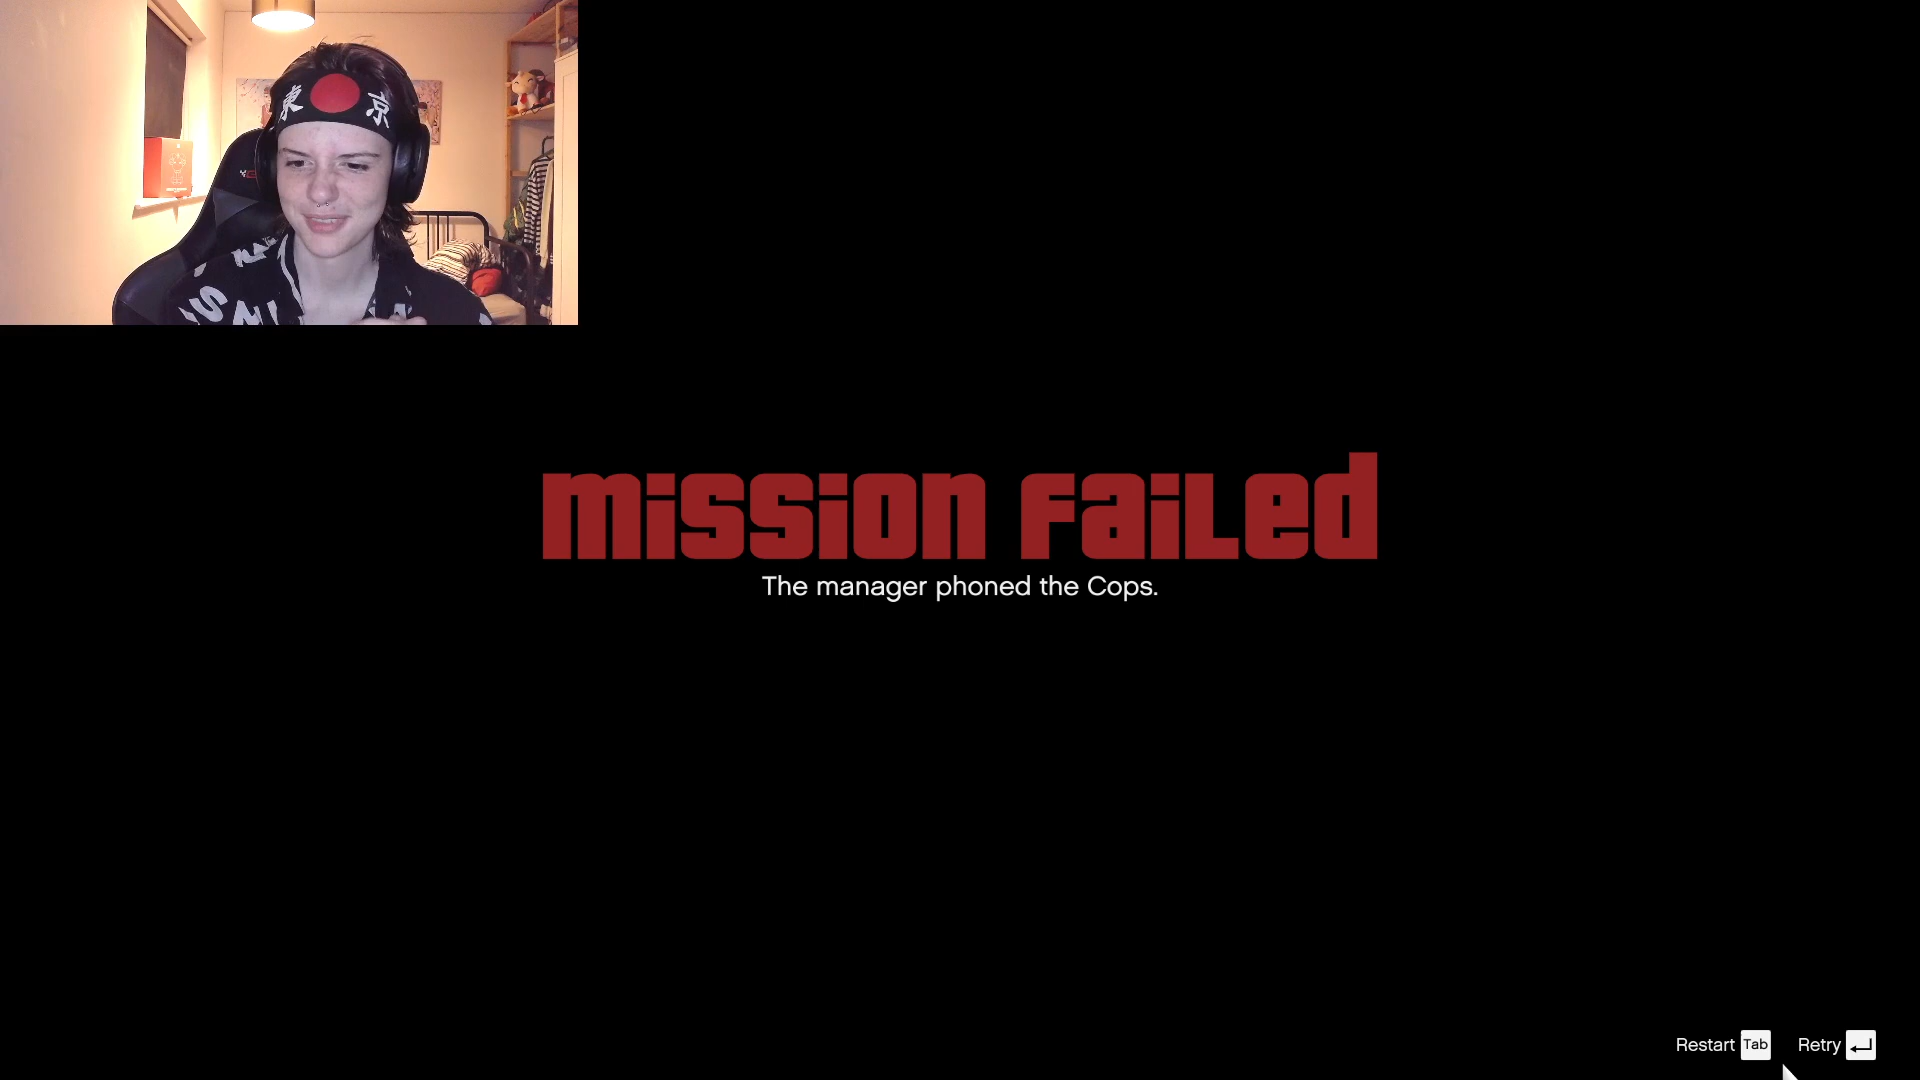 東 京
mission failed
The manager phoned the Cops.
Restart Tab Retry